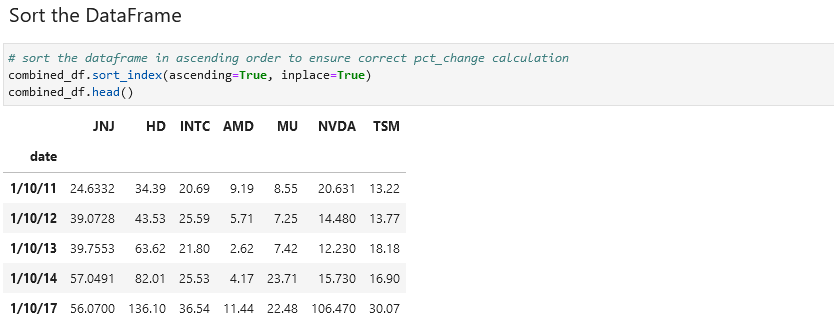 Sort the DataFrame
# sort the dataframe in ascending order to ensure correct pct_change calculation
combined_df.sort_index(ascending=True, inplace=True)
combined_df.head()
JNJ HD INTC AMD MU NVDA TSM
date
1/10/11 24.6332 34.39 20.69 9.19 8.55 20.631 13.22
1/10/12 39.0728 43.53 25.59 5.71 7.25 14.480 13.77
1/10/13 39.7553 63.62 21.80 2.62 7.42 12.230 18.18
1/10/14 57.0491 82.01 25.53 4.17 23.71 15.730 16.90
1/10/17 56.0700 136.10 36.54 11.44 22.48 106.470 30.07